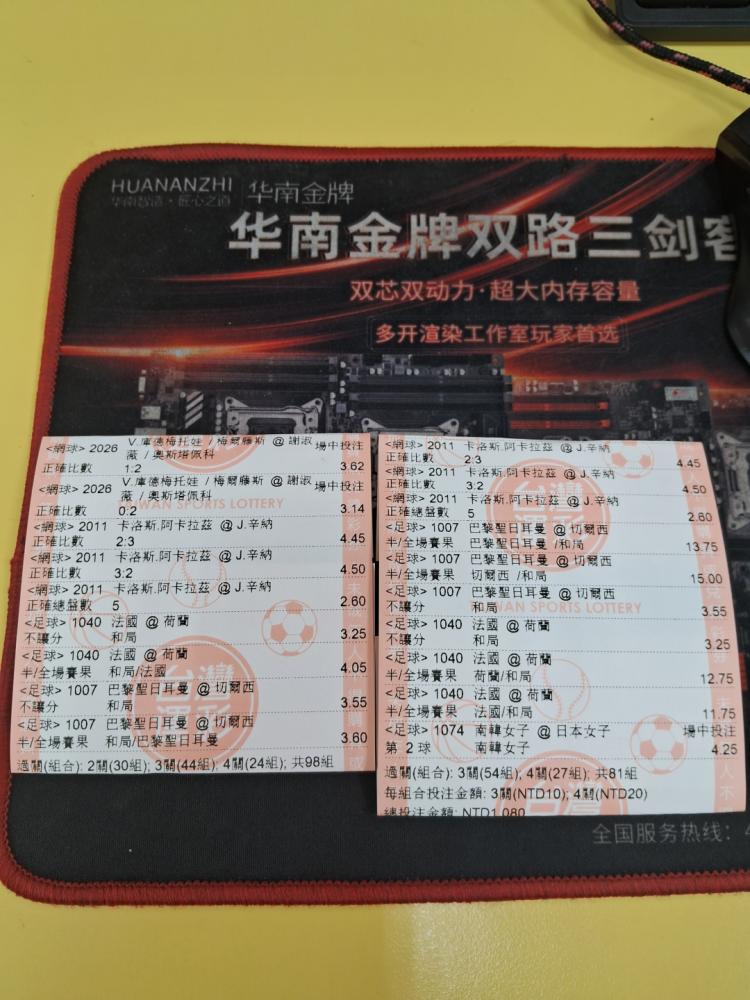 HUANANZHI 华南金牌
华南智造·匠心之道
华南金牌双路三剑客
双芯双动力·超大内存容量
多开渲染工作室玩家首选
<網球> 2026 V.庫德梅托娃 / 梅爾藤斯 @ 謝淑 場中投注
薇 / 奧斯塔佩科
正確比數 1:2 3.62
<網球> 2026 V.庫德梅托娃 / 梅爾藤斯 @ 謝淑 場中投注
薇 / 奧斯塔佩科
正確比數 0:2 3.14
TAIWAN SPORTS LOTTERY
<網球> 2011 卡洛斯.阿卡拉茲 @ J.辛納
正確比數 2:3 4.45
<網球> 2011 卡洛斯.阿卡拉茲 @ J.辛納
正確比數 3:2 4.50
<網球> 2011 卡洛斯.阿卡拉茲 @ J.辛納
正確總盤數 5 2.60
<足球> 1040 法國 @ 荷蘭
不讓分 和局 3.25
<足球> 1040 法國 @ 荷蘭
半/全場賽果 和局/法國 4.05
<足球> 1007 巴黎聖日耳曼 @ 切爾西
不讓分 和局 3.55
<足球> 1007 巴黎聖日耳曼 @ 切爾西
半/全場賽果 和局/巴黎聖日耳曼 3.60
過關(組合): 2關(30組); 3關(44組); 4關(24組); 共98組
台灣
運彩
<網球> 2011 卡洛斯.阿卡拉茲 @ J.辛納
正確比數 2:3 4.45
<網球> 2011 卡洛斯.阿卡拉茲 @ J.辛納
正確比數 3:2 4.50
<網球> 2011 卡洛斯.阿卡拉茲 @ J.辛納
正確總盤數 5 2.60
<足球> 1007 巴黎聖日耳曼 @ 切爾西
半/全場賽果 巴黎聖日耳曼 /和局 13.75
<足球> 1007 巴黎聖日耳曼 @ 切爾西
半/全場賽果 切爾西 /和局 15.00
<足球> 1007 巴黎聖日耳曼 @ 切爾西
不讓分 和局 3.55
TAIWAN SPORTS LOTTERY
<足球> 1040 法國 @ 荷蘭
不讓分 和局 3.25
<足球> 1040 法國 @ 荷蘭
半/全場賽果 荷蘭/和局 12.75
<足球> 1040 法國 @ 荷蘭
半/全場賽果 法國/和局 11.75
<足球> 1074 南韓女子 @ 日本女子 場中投注
第 2 球 南韓女子 4.25
過關(組合): 3關(54組); 4關(27組); 共81組
每組合投注金額: 3關(NTD10); 4關(NTD20)
總投注金額: NTD1,080
台灣
運彩
全国服务热线: 4